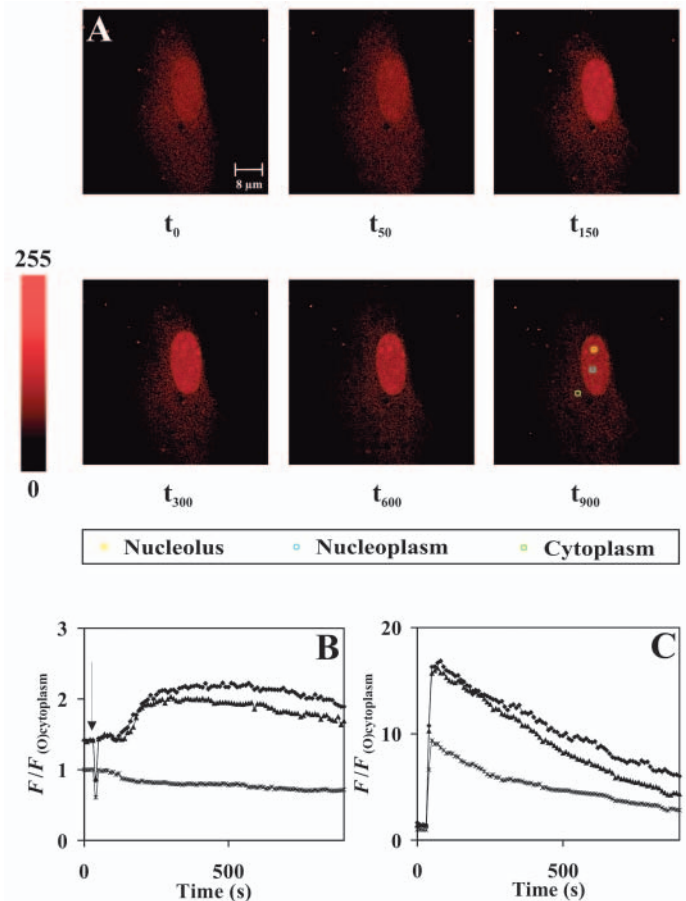 A
8 µm
t0 t50 t150
255
0
t300 t600 t900
Nucleolus Nucleoplasm Cytoplasm
B
F/F(O)cytoplasm
3
2
1
0
0 500
Time (s)
C
F/F(O)cytoplasm
20
10
0
0 500
Time (s)